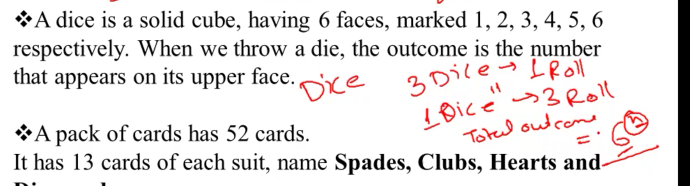 ❖A dice is a solid cube, having 6 faces, marked 1, 2, 3, 4, 5, 6
respectively. When we throw a die, the outcome is the number
that appears on its upper face.
Dice
3 Dice → 1 Roll
1 Dice" → 3 Roll
Total outcome
= 6ⁿ
❖A pack of cards has 52 cards.
It has 13 cards of each suit, name Spades, Clubs, Hearts and